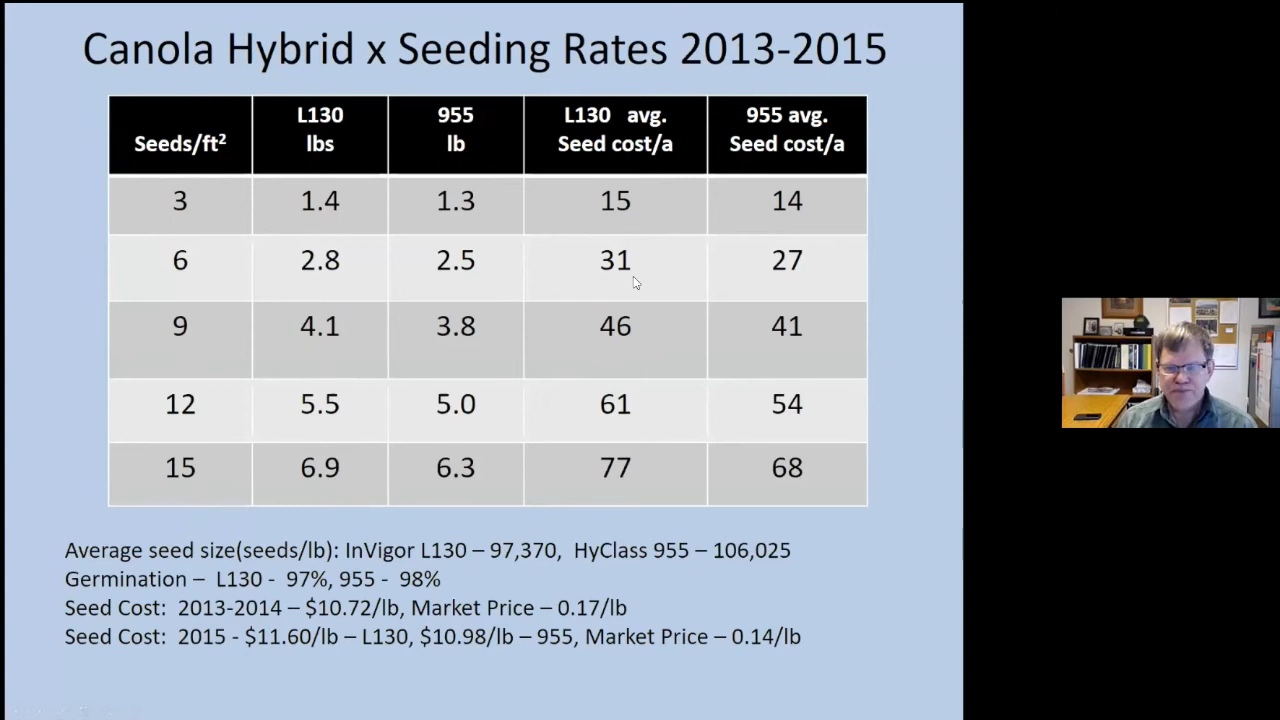 Canola Hybrid x Seeding Rates 2013-2015
Seeds/ft² L130 lbs 955 lb L130 avg. Seed cost/a 955 avg. Seed cost/a
3 1.4 1.3 15 14
6 2.8 2.5 31 27
9 4.1 3.8 46 41
12 5.5 5.0 61 54
15 6.9 6.3 77 68
Average seed size(seeds/lb): InVigor L130 – 97,370, HyClass 955 – 106,025
Germination – L130 - 97%, 955 - 98%
Seed Cost: 2013-2014 – $10.72/lb, Market Price – 0.17/lb
Seed Cost: 2015 - $11.60/lb – L130, $10.98/lb – 955, Market Price – 0.14/lb